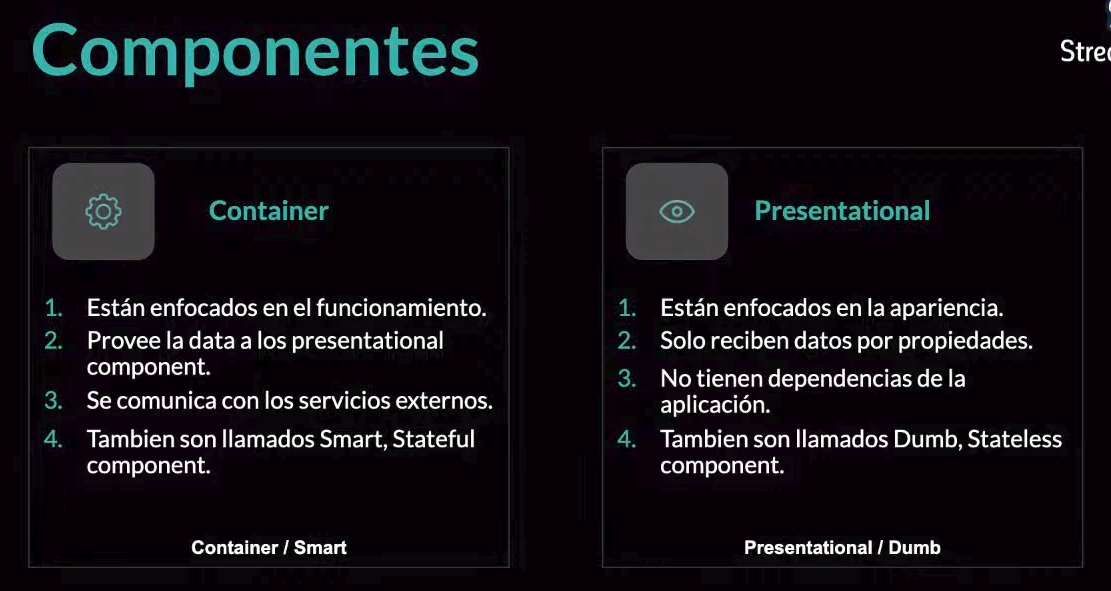 Componentes
Container
1. Están enfocados en el funcionamiento.
2. Provee la data a los presentational
component.
3. Se comunica con los servicios externos.
4. Tambien son llamados Smart, Stateful
component.
Container / Smart
Presentational
1. Están enfocados en la apariencia.
2. Solo reciben datos por propiedades.
3. No tienen dependencias de la
aplicación.
4. Tambien son llamados Dumb, Stateless
component.
Presentational / Dumb